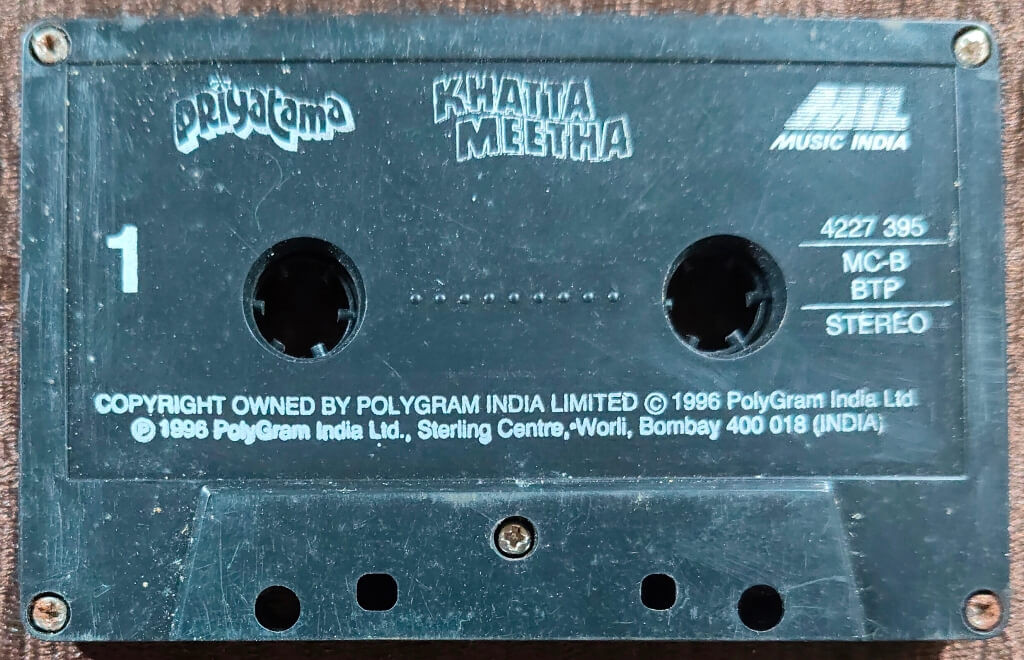 PRiyatama
KHATTA
MEETHA
MIL
MUSIC INDIA
1
4227 395
MC-B
BTP
STEREO
COPYRIGHT OWNED BY POLYGRAM INDIA LIMITED © 1996 PolyGram India Ltd.
℗ 1996 PolyGram India Ltd., Sterling Centre, Worli, Bombay 400 018 (INDIA)